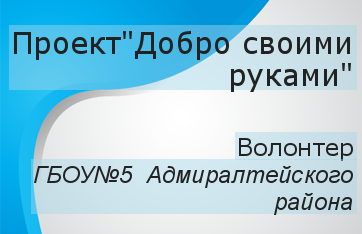 Проект"Добро своими
руками"
Волонтер
ГБОУ№5 Адмиралтейского
района